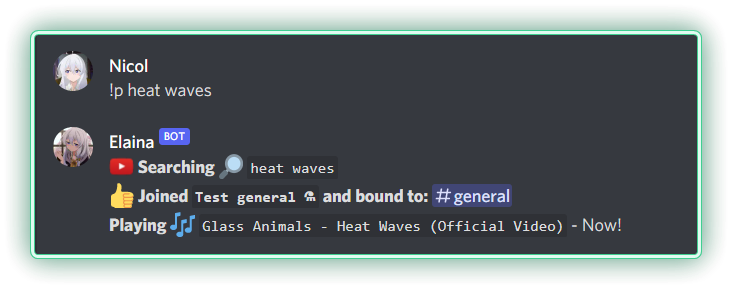 Nicol
!p heat waves
Elaina BOT
Searching 🔎 heat waves
👍 Joined Test general ⚗ and bound to: #general
Playing 🎶 Glass Animals - Heat Waves (Official Video) - Now!